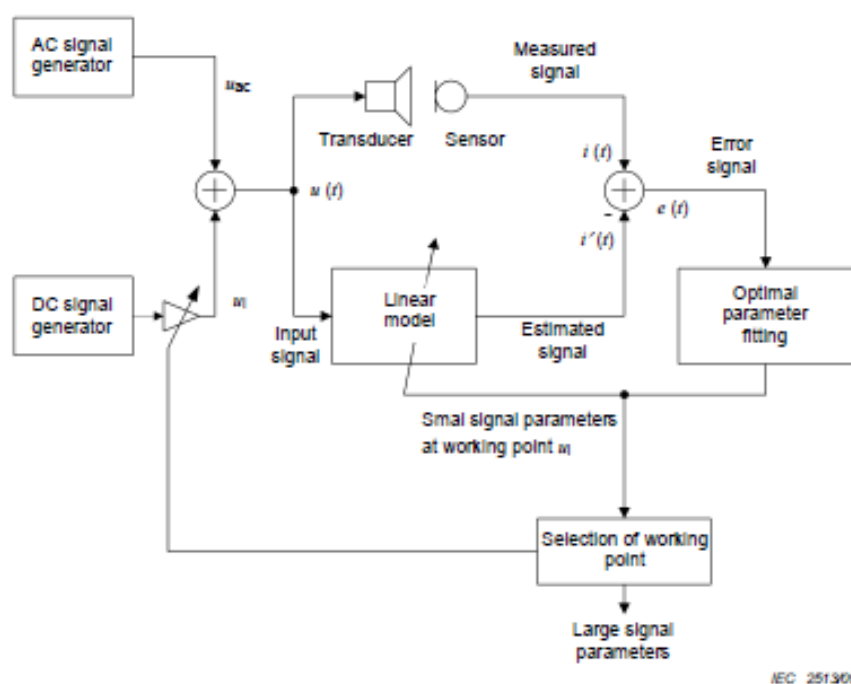 AC signal
generator
u_ac
Measured
signal
Transducer
Sensor
i (t)
Error
signal
u (t)
e (t)
-
i′(t)
DC signal
generator
Input
signal
Linear
model
Estimated
signal
Optimal
parameter
fitting
Smal signal parameters
at working point
Selection of working
point
Large signal
parameters